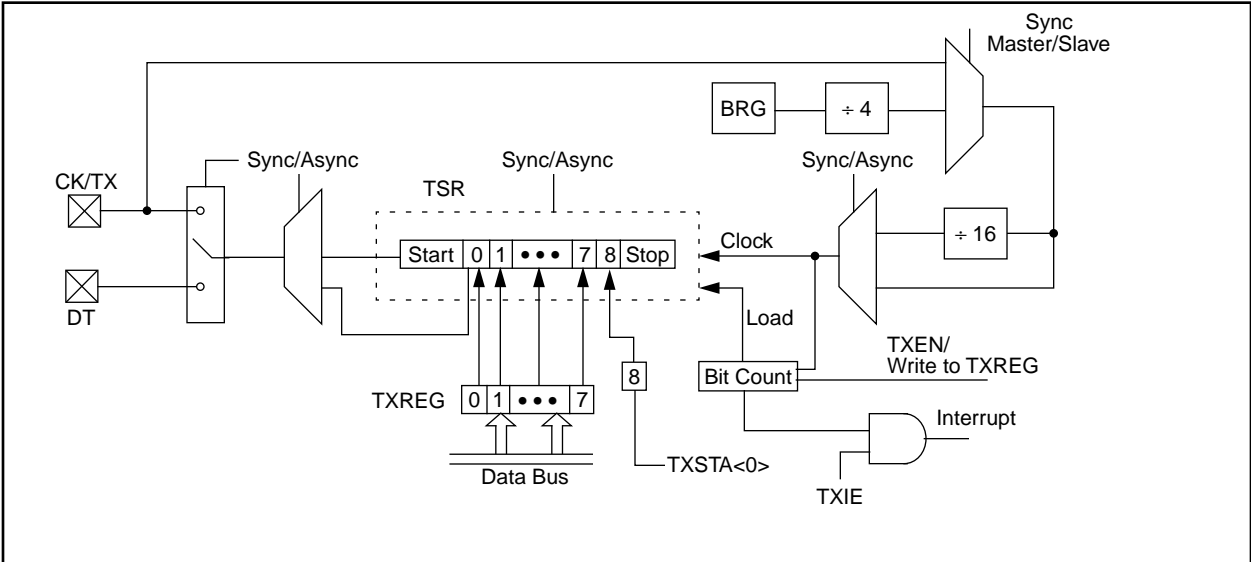 Sync
Master/Slave
BRG
÷ 4
CK/TX
Sync/Async
Sync/Async
Sync/Async
TSR
÷ 16
Start 0 1 ••• 7 8 Stop
Clock
DT
Load
TXEN/
Write to TXREG
8
Bit Count
TXREG 0 1 ••• 7
Interrupt
TXSTA<0>
Data Bus
TXIE